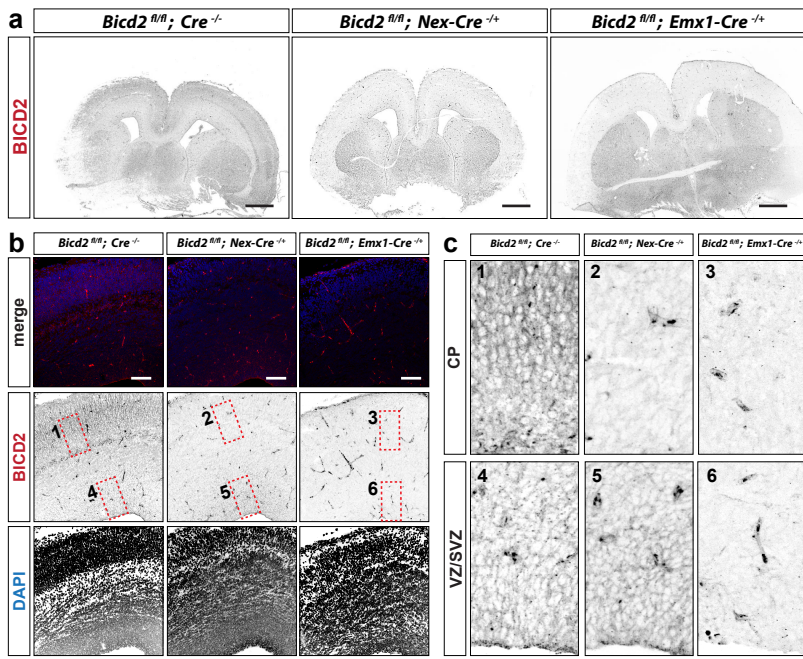 a
Bicd2 fl/fl; Cre -/-
Bicd2 fl/fl; Nex-Cre -/+
Bicd2 fl/fl; Emx1-Cre -/+
BICD2
b
Bicd2 fl/fl; Cre -/-
Bicd2 fl/fl; Nex-Cre -/+
Bicd2 fl/fl; Emx1-Cre -/+
merge
BICD2
1
2
3
4
5
6
DAPI
c
Bicd2 fl/fl; Cre -/-
Bicd2 fl/fl; Nex-Cre -/+
Bicd2 fl/fl; Emx1-Cre -/+
CP
1
2
3
VZ/SVZ
4
5
6